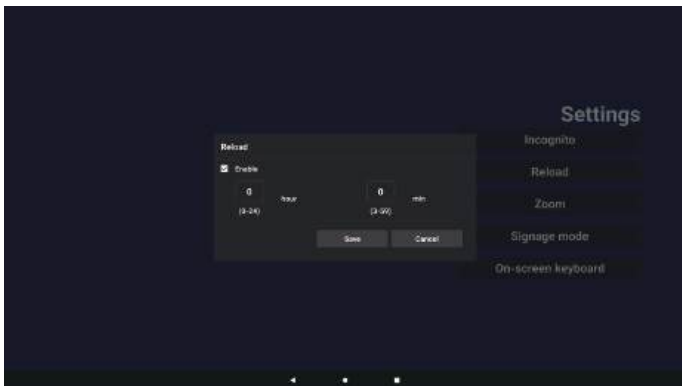 Settings
Incognito
Reload
Zoom
Signage mode
On-screen keyboard
Reload
Enable
0 hour 0 min
(0-24) (3-59)
Save Cancel